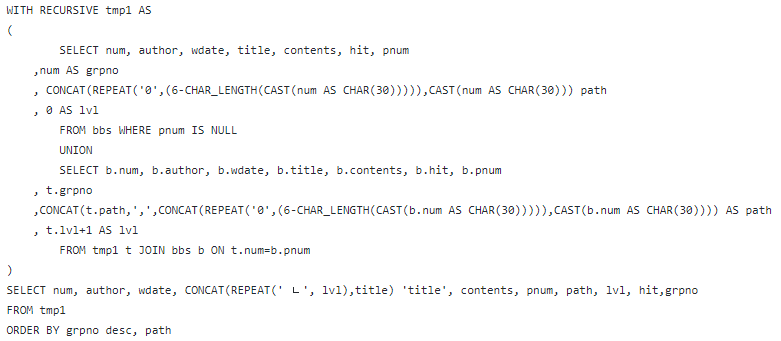 WITH RECURSIVE tmp1 AS
(
SELECT num, author, wdate, title, contents, hit, pnum
,num AS grpno
, CONCAT(REPEAT('0',(6-CHAR_LENGTH(CAST(num AS CHAR(30))))),CAST(num AS CHAR(30))) path
, 0 AS lvl
FROM bbs WHERE pnum IS NULL
UNION
SELECT b.num, b.author, b.wdate, b.title, b.contents, b.hit, b.pnum
, t.grpno
,CONCAT(t.path,',',CONCAT(REPEAT('0',(6-CHAR_LENGTH(CAST(b.num AS CHAR(30))))),CAST(b.num AS CHAR(30)))) AS path
, t.lvl+1 AS lvl
FROM tmp1 t JOIN bbs b ON t.num=b.pnum
)
SELECT num, author, wdate, CONCAT(REPEAT(' ㄴ', lvl),title) 'title', contents, pnum, path, lvl, hit,grpno
FROM tmp1
ORDER BY grpno desc, path